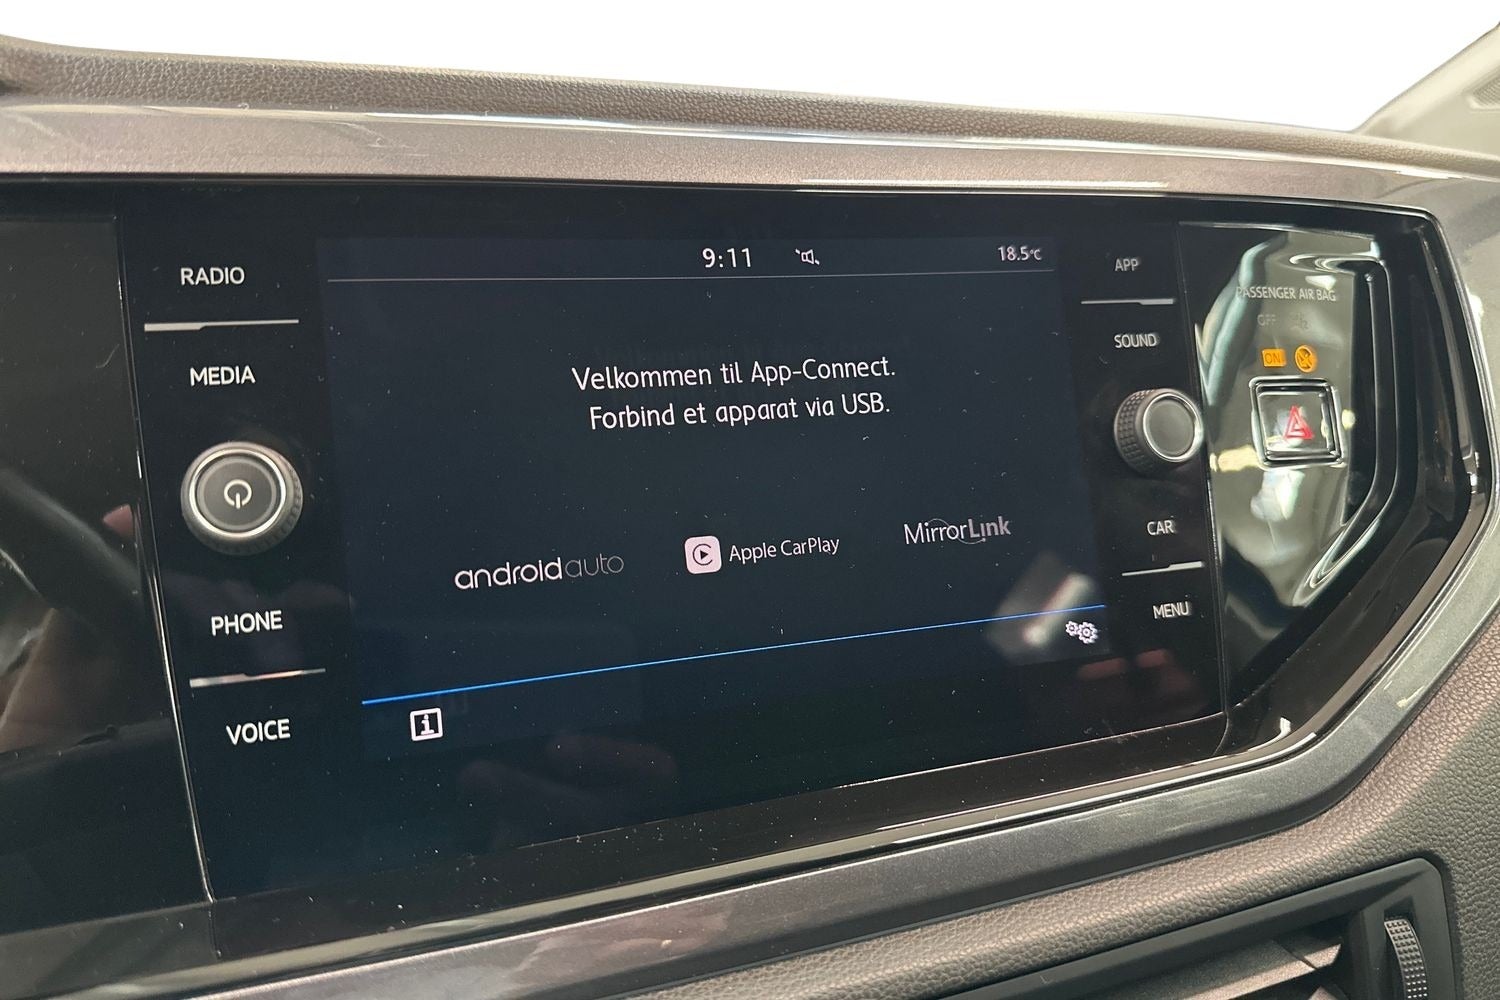 RADIO
MEDIA
PHONE
VOICE
9:11
18.5°C
Velkommen til App-Connect.
Forbind et apparat via USB.
androidauto
Apple CarPlay
MirrorLink
i
APP
SOUND
CAR
MENU
PASSENGER AIR BAG
OFF
ON